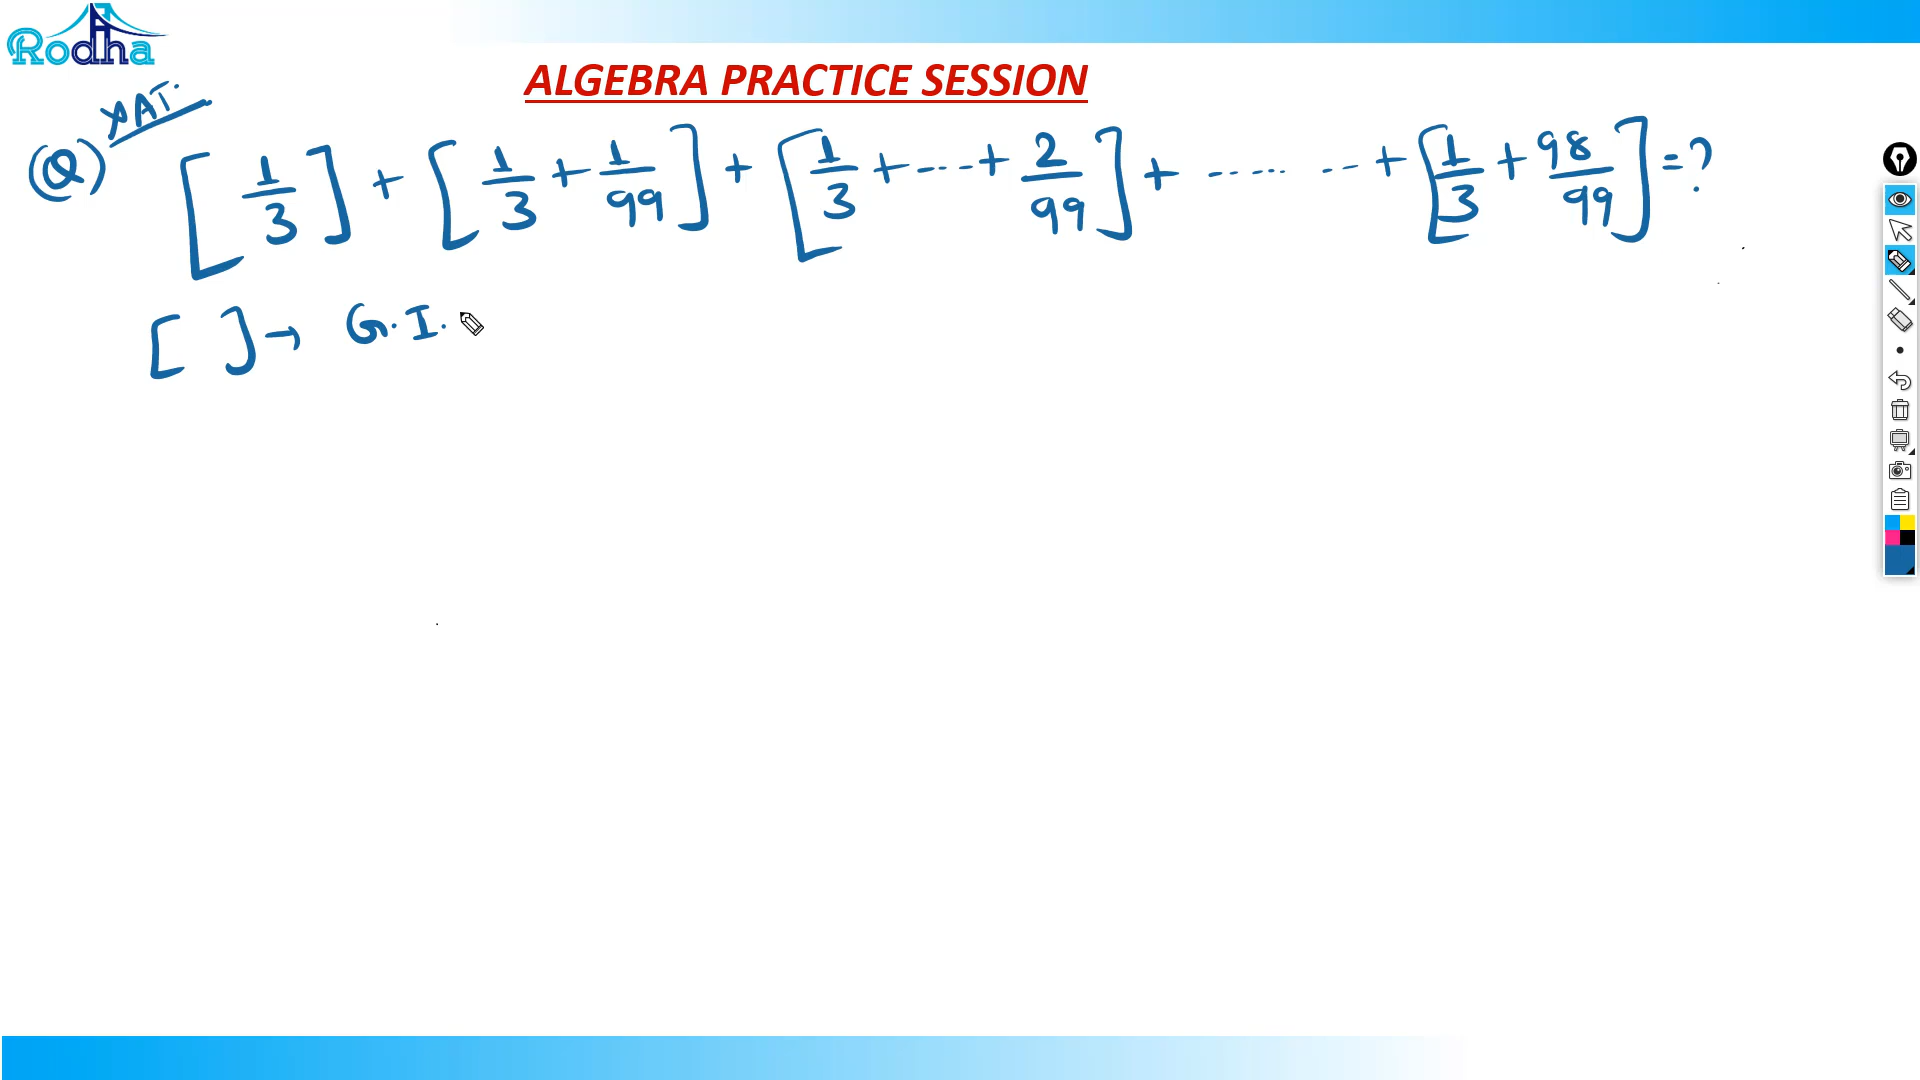 Rodha
ALGEBRA PRACTICE SESSION
XAT.
(Q) [1/3] + [1/3 + 1/99] + [1/3 + ---- + 2/99] + ------- --- + [1/3 + 98/99] = ?
[ ] → G.I.